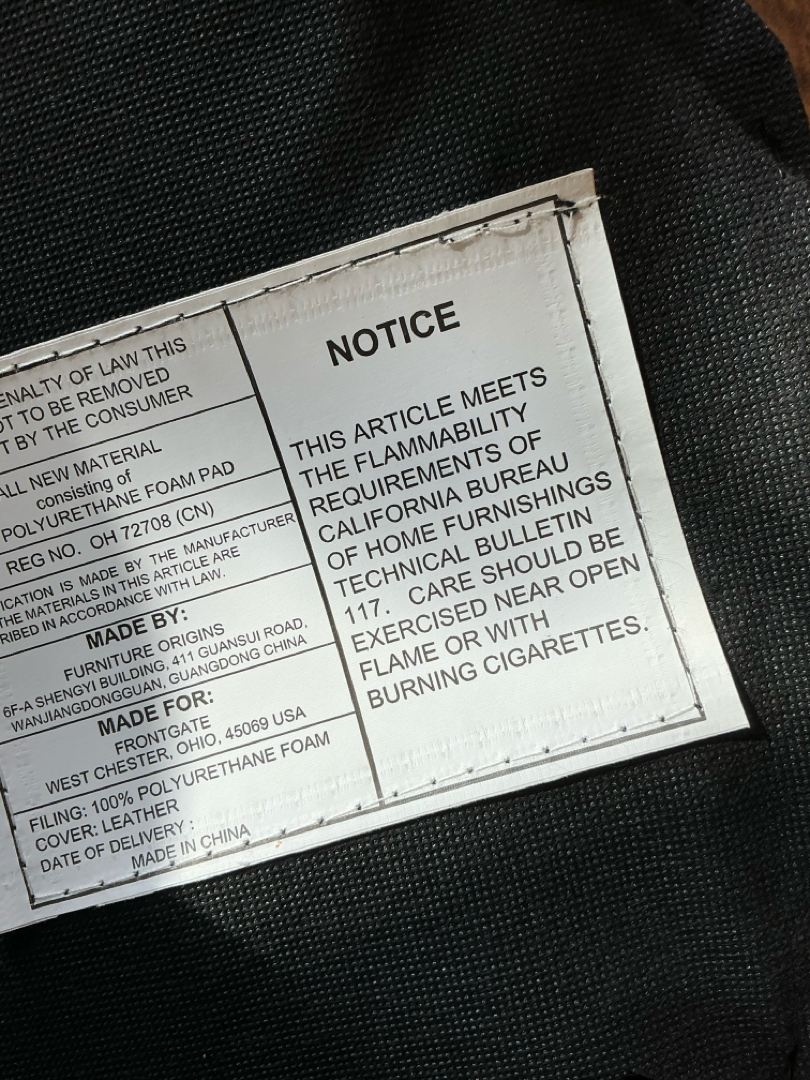 ENALTY OF LAW THIS
OT TO BE REMOVED
T BY THE CONSUMER
ALL NEW MATERIAL
consisting of
POLYURETHANE FOAM PAD
REG NO. OH 72708 (CN)
ICATION IS MADE BY THE MANUFACTURER
THE MATERIALS IN THIS ARTICLE ARE
RIBED IN ACCORDANCE WITH LAW.
MADE BY:
FURNITURE ORIGINS
6F-A SHENGYI BUILDING, 411 GUANSUI ROAD,
WANJIANGDONGGUAN, GUANGDONG CHINA
MADE FOR:
FRONTGATE
WEST CHESTER, OHIO, 45069 USA
FILING: 100% POLYURETHANE FOAM
COVER: LEATHER
DATE OF DELIVERY :
MADE IN CHINA
NOTICE
THIS ARTICLE MEETS
THE FLAMMABILITY
REQUIREMENTS OF
CALIFORNIA BUREAU
OF HOME FURNISHINGS
TECHNICAL BULLETIN
117. CARE SHOULD BE
EXERCISED NEAR OPEN
FLAME OR WITH
BURNING CIGARETTES.